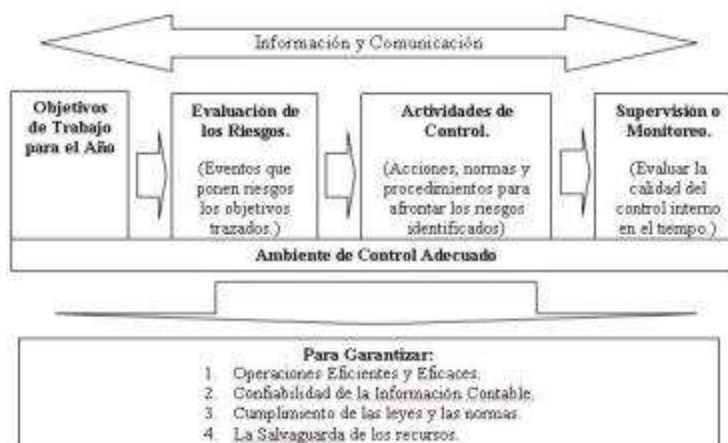 Información y Comunicación
Objetivos
de Trabajo
para el Año
Evaluación de
los Riesgos.
(Eventos que
ponen riesgos
los objetivos
trazados.)
Actividades de
Control.
(Acciones, normas y
procedimientos para
afrontar los riesgos
identificados)
Supervisión o
Monitoreo.
(Evaluar la
calidad del
control interno
en el tiempo.)
Ambiente de Control Adecuado
Para Garantizar:
1. Operaciones Eficientes y Eficaces.
2. Confiabilidad de la Información Contable.
3. Cumplimiento de las leyes y las normas.
4. La Salvaguarda de los recursos.